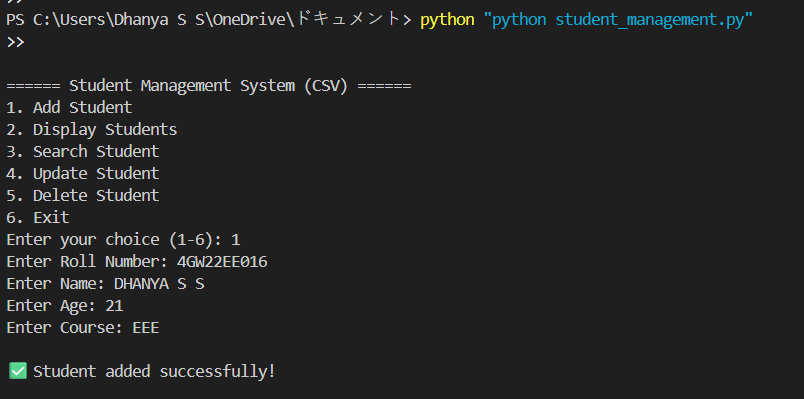 >>
PS C:\Users\Dhanya S S\OneDrive\ドキュメント> python "python student_management.py"
>>
====== Student Management System (CSV) ======
1. Add Student
2. Display Students
3. Search Student
4. Update Student
5. Delete Student
6. Exit
Enter your choice (1-6): 1
Enter Roll Number: 4GW22EE016
Enter Name: DHANYA S S
Enter Age: 21
Enter Course: EEE
✅ Student added successfully!